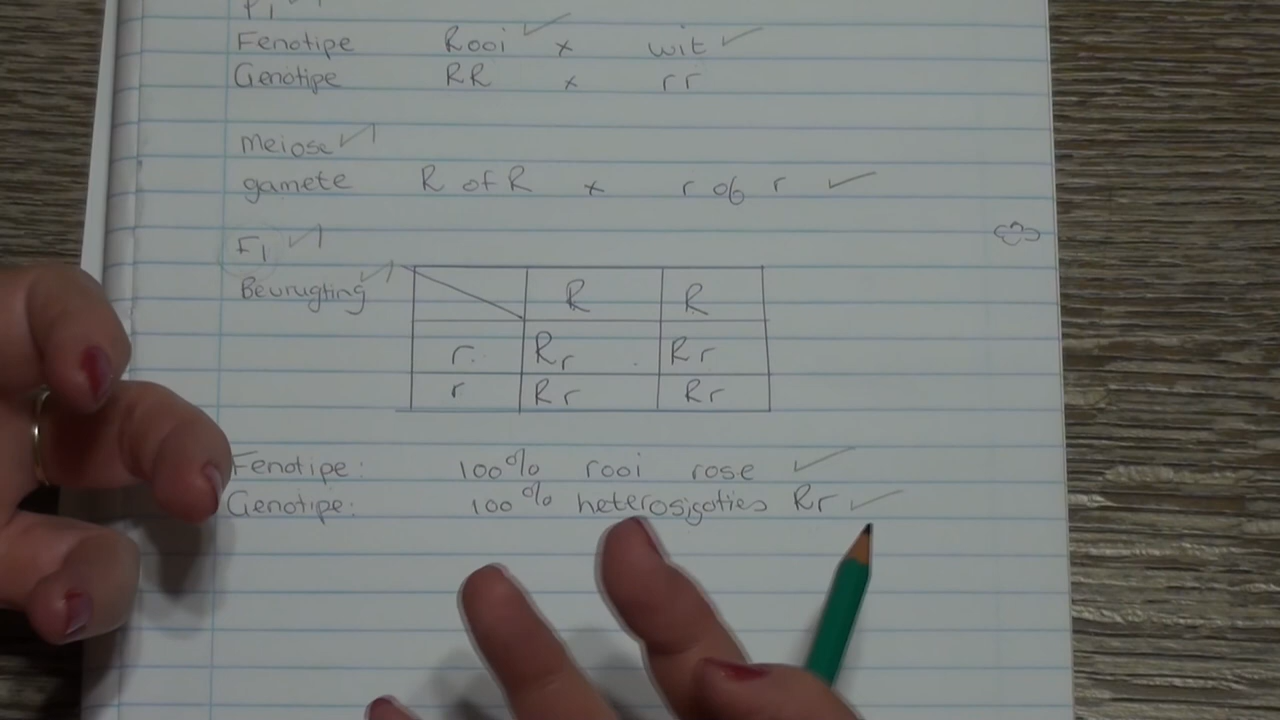 P1
Fenotipe Rooi x wit
Genotipe RR x rr
Meiose
gamete R of R x r of r
F1
Bevrugting R R
r Rr Rr
r Rr Rr
Fenotipe: 100% rooi rose
Genotipe: 100% heterosigoties Rr